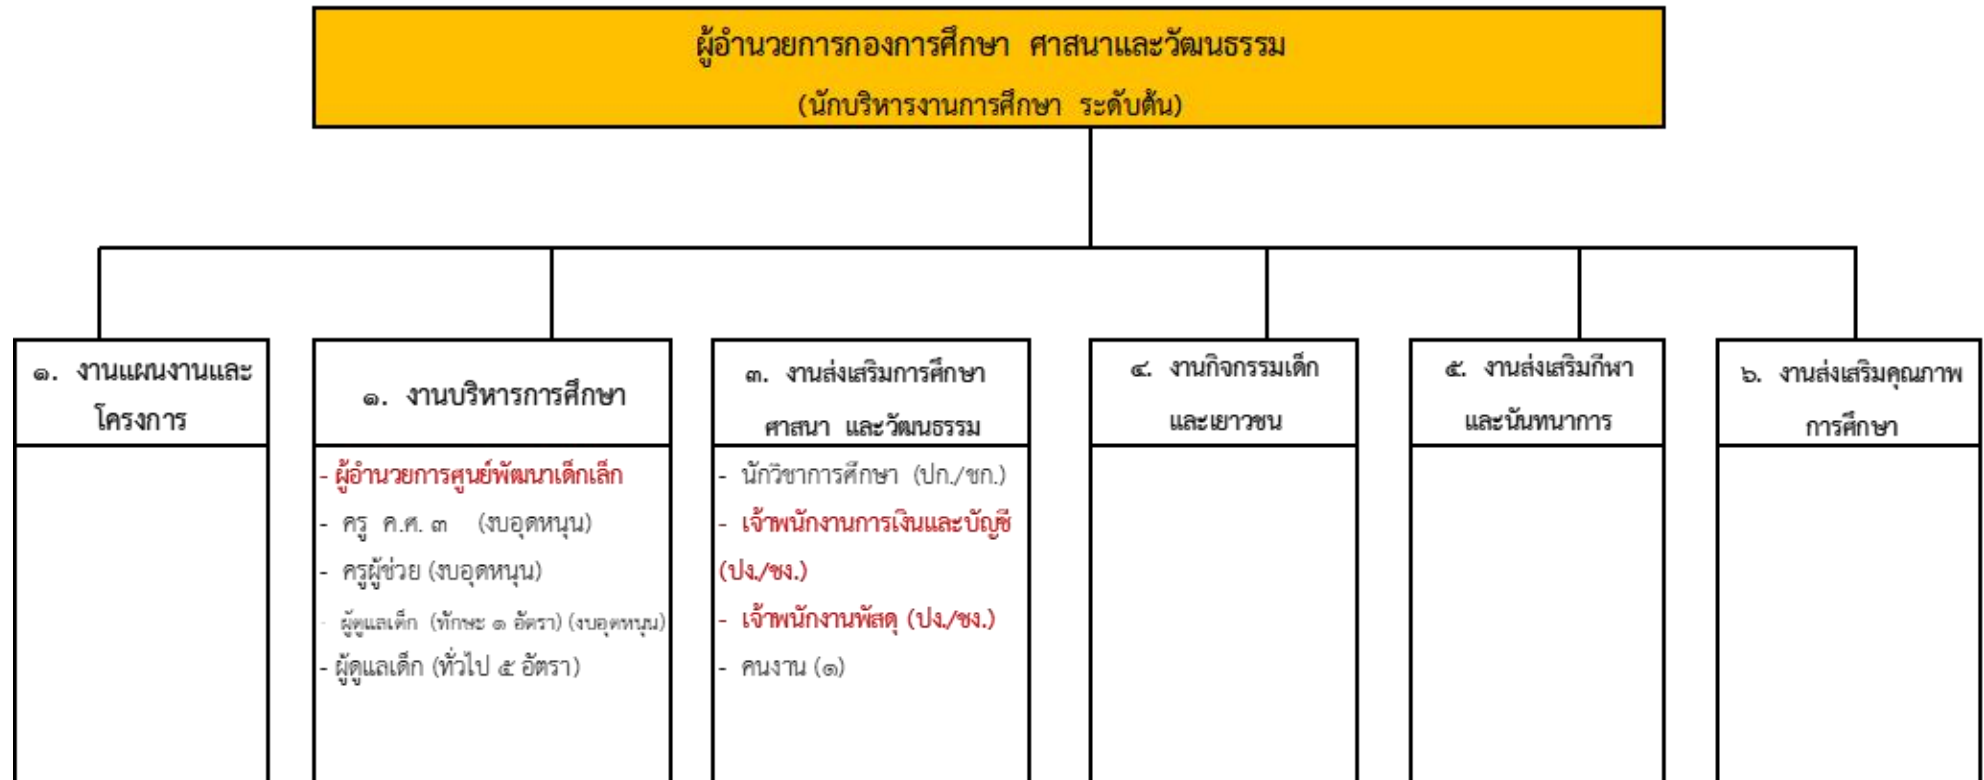 ผู้อำนวยการกองการศึกษา ศาสนาและวัฒนธรรม
(นักบริหารงานการศึกษา ระดับต้น)
๑. งานแผนงานและ
โครงการ
๑. งานบริหารการศึกษา
- ผู้อำนวยการศูนย์พัฒนาเด็กเล็ก
- ครู ค.ศ. ๓ (งบอุดหนุน)
- ครูผู้ช่วย (งบอุดหนุน)
- ผู้ดูแลเด็ก (ทักษะ ๑ อัตรา) (งบอุดหนุน)
- ผู้ดูแลเด็ก (ทั่วไป ๕ อัตรา)
๓. งานส่งเสริมการศึกษา
ศาสนา และวัฒนธรรม
- นักวิชาการศึกษา (ปก./ชก.)
- เจ้าพนักงานการเงินและบัญชี
(ปง./ชง.)
- เจ้าพนักงานพัสดุ (ปง./ชง.)
- คนงาน (๑)
๔. งานกิจกรรมเด็ก
และเยาวชน
๕. งานส่งเสริมกีฬา
และนันทนาการ
๖. งานส่งเสริมคุณภาพ
การศึกษา